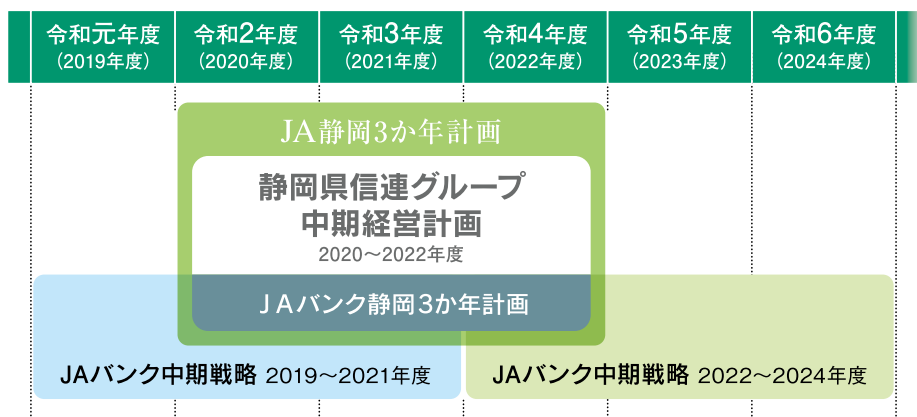 令和元年度 令和2年度 令和3年度 令和4年度 令和5年度 令和6年度
(2019年度) (2020年度) (2021年度) (2022年度) (2023年度) (2024年度)
JA静岡3か年計画
静岡県信連グループ
中期経営計画
2020～2022年度
JAバンク静岡3か年計画
JAバンク中期戦略 2019～2021年度
JAバンク中期戦略 2022～2024年度